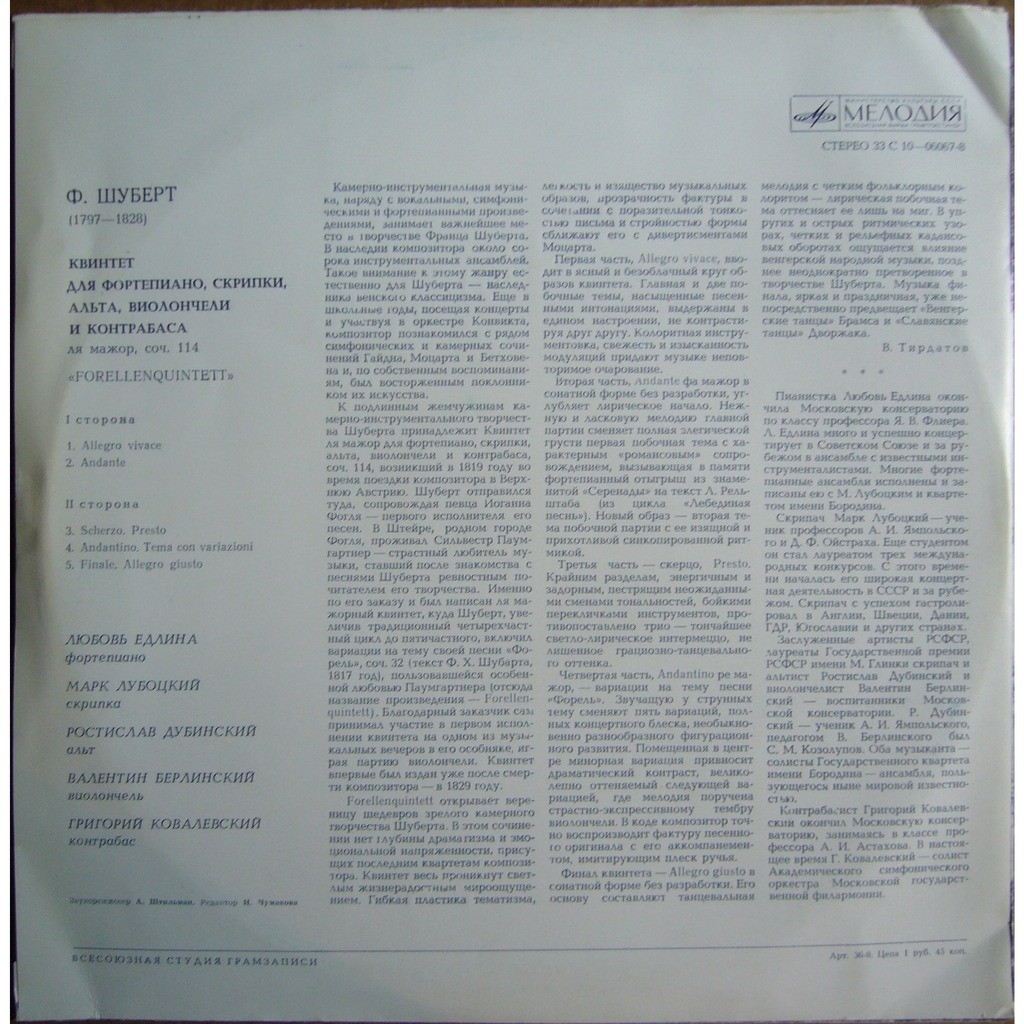 МИНИСТЕРСТВО КУЛЬТУРЫ СССР
МЕЛОДИЯ
ВСЕСОЮЗНАЯ ФИРМА ГРАМПЛАСТИНОК
СТЕРЕО 33 С 10—06067-8
Ф. ШУБЕРТ
(1797—1828)
КВИНТЕТ
ДЛЯ ФОРТЕПИАНО, СКРИПКИ,
АЛЬТА, ВИОЛОНЧЕЛИ
И КОНТРАБАСА
ля мажор, соч. 114
«FORELLENQUINTETT»
I сторона
1. Allegro vivace
2. Andante
II сторона
3. Scherzo. Presto
4. Andantino. Tema con variazioni
5. Finale. Allegro giusto
ЛЮБОВЬ ЕДЛИНА
фортепиано
МАРК ЛУБОЦКИЙ
скрипка
РОСТИСЛАВ ДУБИНСКИЙ
альт
ВАЛЕНТИН БЕРЛИНСКИЙ
виолончель
ГРИГОРИЙ КОВАЛЕВСКИЙ
контрабас
Звукорежиссер А. Штильман. Редактор И. Чумакова
Камерно-инструментальная музы-
ка, наряду с вокальными, симфони-
ческими и фортепианными произве-
дениями, занимает важнейшее ме-
сто в творчестве Франца Шуберта.
В наследии композитора около со-
рока инструментальных ансамблей.
Такое внимание к этому жанру ес-
тественно для Шуберта — наслед-
ника венского классицизма. Еще в
школьные годы, посещая концерты
и участвуя в оркестре Конвикта,
композитор познакомился с рядом
симфонических и камерных сочи-
нений Гайдна, Моцарта и Бетхове-
на и, по собственным воспоминани-
ям, был восторженным поклонни-
ком их искусства.
К подлинным жемчужинам ка-
мерно-инструментального творчест-
ва Шуберта принадлежит Квинтет
ля мажор для фортепиано, скрипки,
альта, виолончели и контрабаса,
соч. 114, возникший в 1819 году во
время поездки композитора в Верх-
нюю Австрию. Шуберт отправился
туда, сопровождая певца Иоганна
Фогля — первого исполнителя его
песен. В Штейре, родном городе
Фогля, проживал Сильвестр Паум-
гартнер — страстный любитель му-
зыки, ставший после знакомства с
песнями Шуберта ревностным по-
читателем его творчества. Именно
по его заказу и был написан ля ма-
жорный квинтет, куда Шуберт, уве-
личив традиционный четырехчаст-
ный цикл до пятичастного, включил
вариации на тему своей песни «Фо-
рель», соч. 32 (текст Ф. Х. Шубарта,
1817 год), пользовавшейся особен-
ной любовью Паумгартнера (отсюда
название произведения — Forellen-
quintett). Благодарный заказчик сам
принимал участие в первом испол-
нении квинтета на одном из музы-
кальных вечеров в его особняке, иг-
рая партию виолончели. Квинтет
впервые был издан уже после смер-
ти композитора — в 1829 году.
Forellenquintett открывает вере-
ницу шедевров зрелого камерного
творчества Шуберта. В этом сочине-
нии нет глубины драматизма и эмо-
циональной напряженности, прису-
щих последним квартетам компози-
тора. Квинтет весь проникнут свет-
лым жизнерадостным мироощуще-
нием. Гибкая пластика тематизма,
легкость и изящество музыкальных
образов, прозрачность фактуры в
сочетании с поразительной тонко-
стью письма и стройностью формы
сближают его с дивертисментами
Моцарта.
Первая часть, Allegro vivace, вво-
дит в ясный и безоблачный круг об-
разов квинтета. Главная и две по-
бочные темы, насыщенные песен-
ными интонациями, выдержаны в
едином настроении, не контрасти-
руя друг другу. Колоритная инстру-
ментовка, свежесть и изысканность
модуляций придают музыке непов-
торимое очарование.
Вторая часть, Andante фа мажор в
сонатной форме без разработки, уг-
лубляет лирическое начало. Неж-
ную и ласковую мелодию главной
партии сменяет полная элегической
грусти первая побочная тема с ха-
рактерным «романсовым» сопро-
вождением, вызывающая в памяти
фортепианный отыгрыш из знаме-
нитой «Серенады» на текст Л. Рель-
штаба (из цикла «Лебединая
песнь»). Новый образ — вторая те-
ма побочной партии с ее изящной и
прихотливой синкопированной рит-
микой.
Третья часть — скерцо, Presto.
Крайним разделам, энергичным и
задорным, пестрящим неожиданны-
ми сменами тональностей, бойкими
перекличками инструментов, про-
тивопоставлено трио — тончайшее
светло-лирическое интермеццо, не
лишенное грациозно-танцевально-
го оттенка.
Четвертая часть, Andantino ре ма-
жор, — вариации на тему песни
«Форель». Звучащую у струнных
тему сменяют пять вариаций, пол-
ных концертного блеска, необыкно-
венно разнообразного фигурацион-
ного развития. Помещенная в цент-
ре минорная вариация привносит
драматический контраст, велико-
лепно оттеняемый следующей ва-
риацией, где мелодия поручена
страстно-экспрессивному тембру
виолончели. В коде композитор точ-
но воспроизводит фактуру песенно-
го оригинала с его аккомпанемен-
том, имитирующим плеск ручья.
Финал квинтета — Allegro giusto в
сонатной форме без разработки. Его
основу составляют танцевальная
мелодия с четким фольклорным ко-
лоритом — лирическая побочная те-
ма оттесняет ее лишь на миг. В уп-
ругих и острых ритмических узо-
рах, четких и рельефных кадансо-
вых оборотах ощущается влияние
венгерской народной музыки, позд-
нее неоднократно претворенное в
творчестве Шуберта. Музыка фи-
нала, яркая и праздничная, уже не-
посредственно предвещает «Венгер-
ские танцы» Брамса и «Славянские
танцы» Дворжака.
В. Тирдатов
* * *
Пианистка Любовь Едлина окон-
чила Московскую консерваторию
по классу профессора Я. В. Флиера.
Л. Едлина много и успешно концер-
тирует в Советском Союзе и за ру-
бежом в ансамбле с известными ин-
струменталистами. Многие форте-
пианные ансамбли исполнены и за-
писаны ею с М. Лубоцким и кварте-
том имени Бородина.
Скрипач Марк Лубоцкий — уче-
ник профессоров А. И. Ямпольско-
го и Д. Ф. Ойстраха. Еще студентом
он стал лауреатом трех междуна-
родных конкурсов. С этого време-
ни началась его широкая концерт-
ная деятельность в СССР и за рубе-
жом. Скрипач с успехом гастроли-
ровал в Англии, Швеции, Дании,
ГДР, Югославии и других странах.
Заслуженные артисты РСФСР,
лауреаты Государственной премии
РСФСР имени М. Глинки скрипач и
альтист Ростислав Дубинский и
виолончелист Валентин Берлин-
ский — воспитанники Москов-
ской консерватории. Р. Дубин-
ский — ученик А. И. Ямпольского,
педагогом В. Берлинского был
С. М. Козолупов. Оба музыканта —
солисты Государственного квартета
имени Бородина — ансамбля, поль-
зующегося ныне мировой известно-
стью.
Контрабасист Григорий Ковалев-
ский окончил Московскую консер-
ваторию, занимаясь в классе про-
фессора А. И. Астахова. В настоя-
щее время Г. Ковалевский — солист
Академического симфонического
оркестра Московской государст-
венной филармонии.
ВСЕСОЮЗНАЯ СТУДИЯ ГРАМЗАПИСИ
Арт. 36-8. Цена 1 руб. 45 коп.